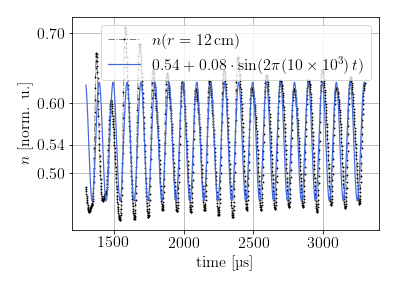 0.70
0.60
0.54
0.50
n [norm. u.]
n(r = 12 cm)
0.54 + 0.08 · sin(2π(10 × 10³) t)
1500 2000 2500 3000
time [µs]